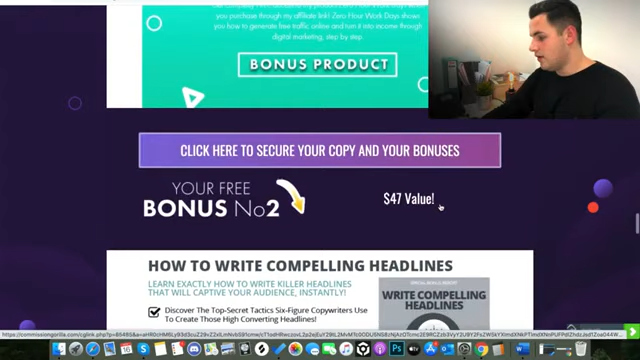 you purchase through my affiliate link! Zero Hour Work Days shows
you how to generate free traffic online and turn it into income through
digital marketing, step by step.
BONUS PRODUCT
CLICK HERE TO SECURE YOUR COPY AND YOUR BONUSES
YOUR FREE
BONUS No2
$47 Value!
HOW TO WRITE COMPELLING HEADLINES
LEARN EXACTLY HOW TO WRITE KILLER HEADLINES
THAT WILL CAPTIVE YOUR AUDIENCE, INSTANTLY!
Discover The Top-Secret Tactics Six-Figure Copywriters Use
To Create Those High Converting Headlines!
WRITE COMPELLING
HEADLINES